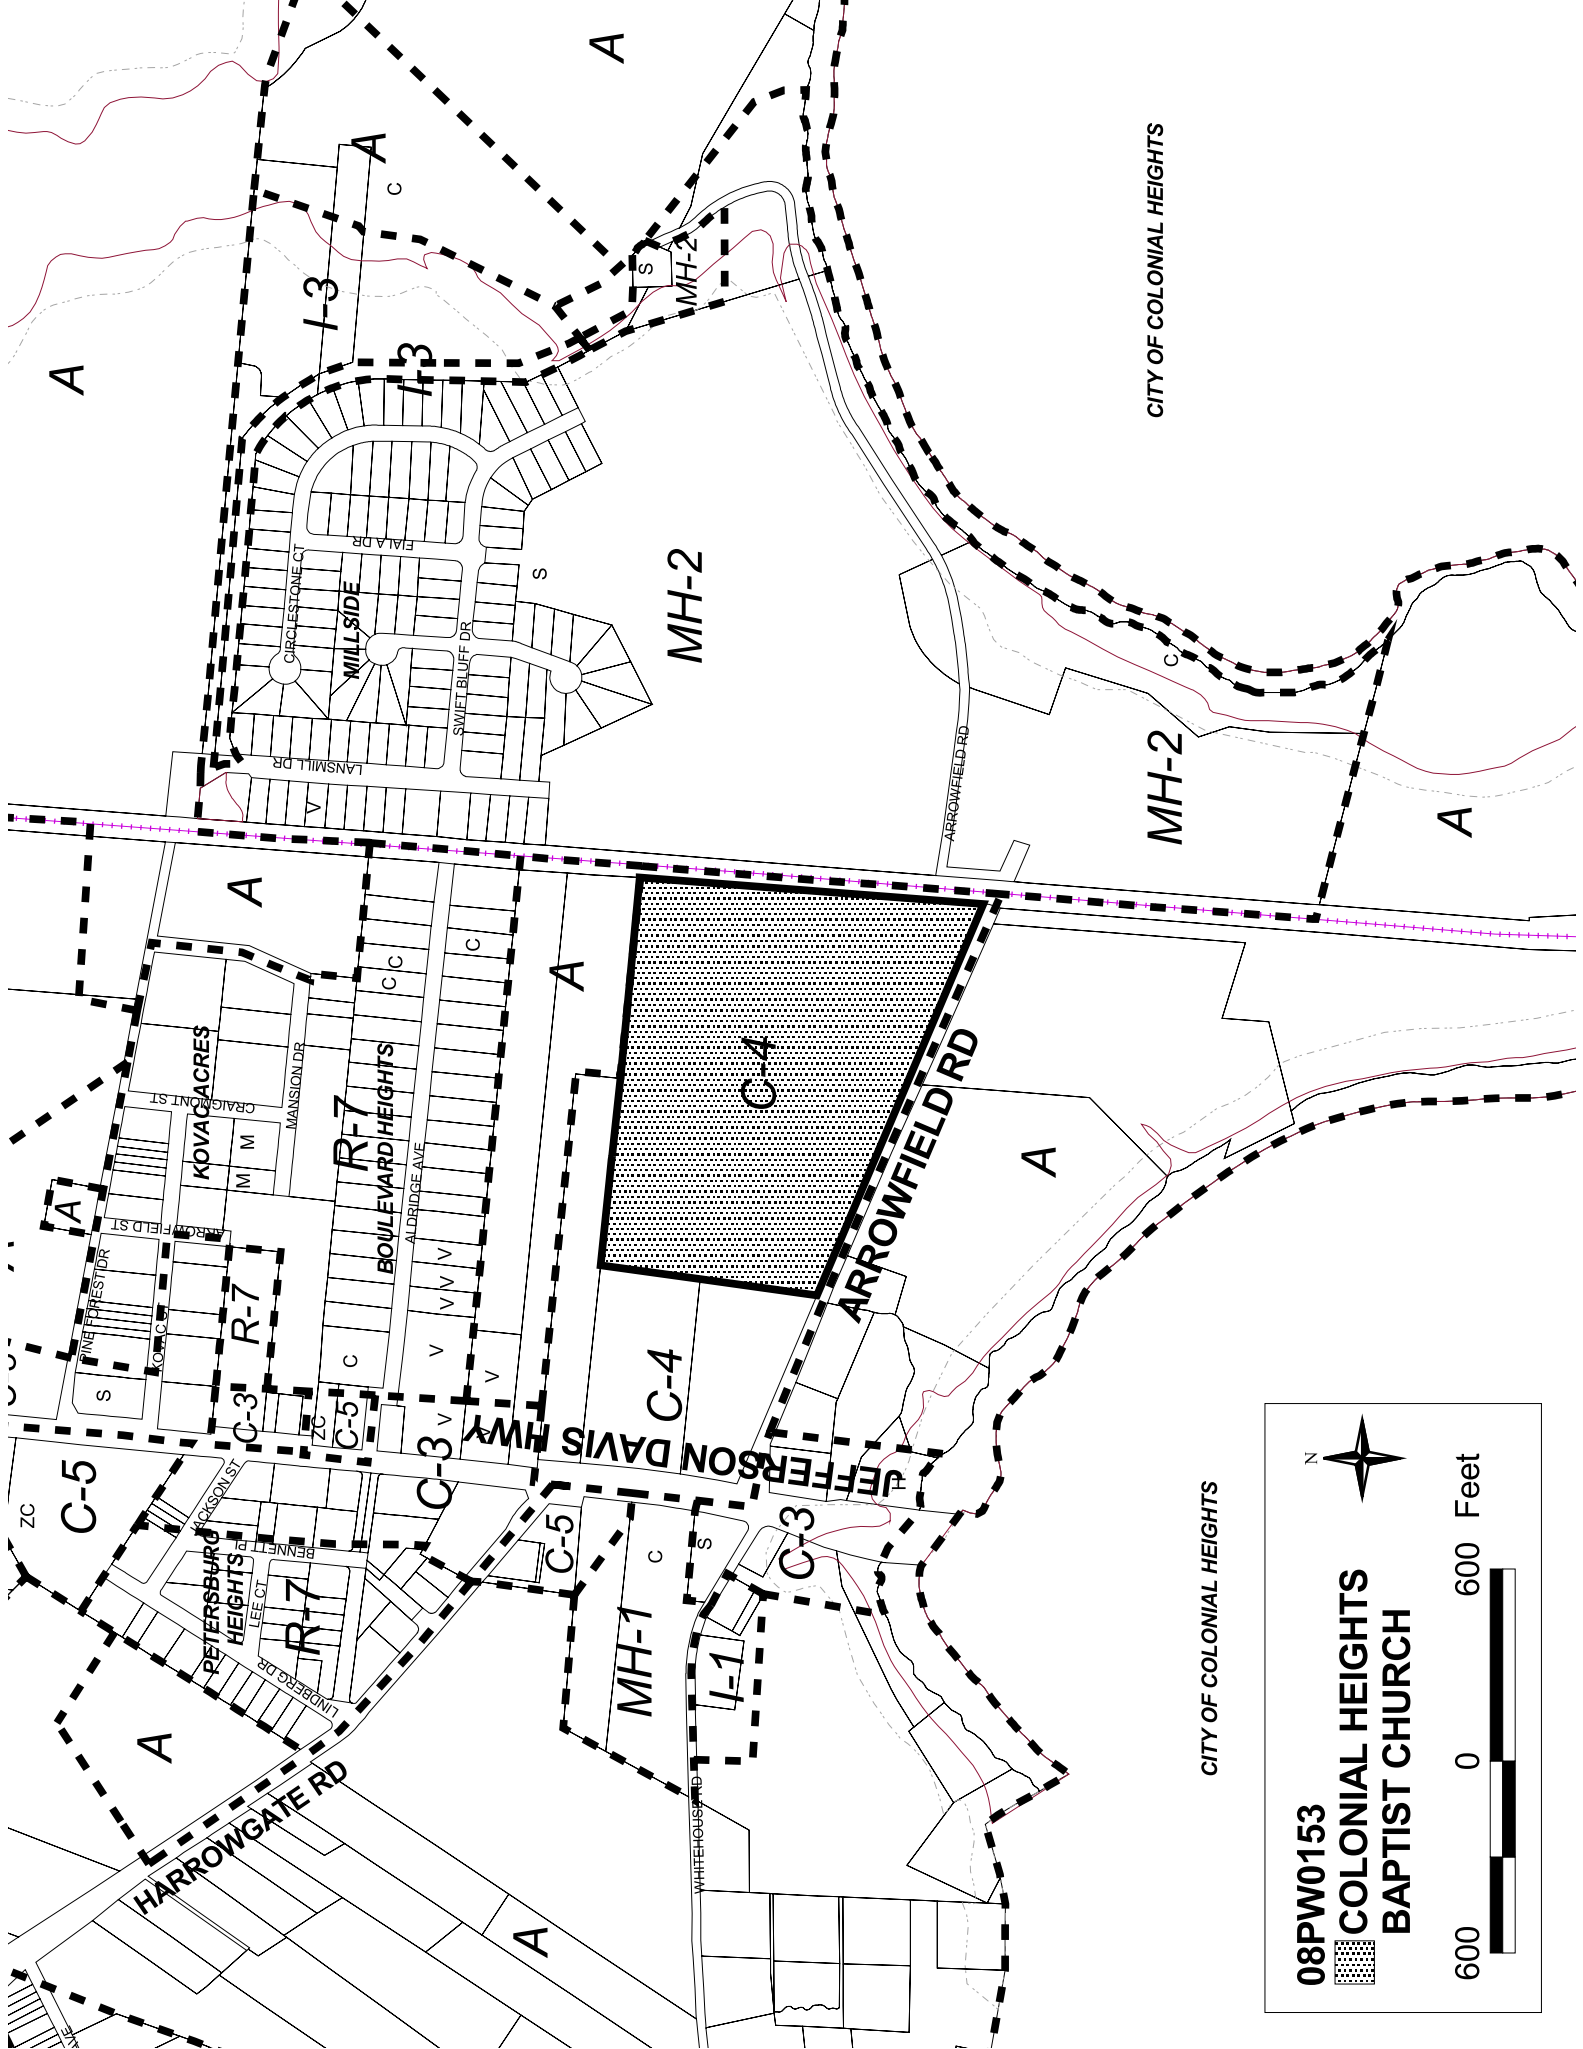 A
A
C
I-3
I-3
A
S
MH-2
CITY OF COLONIAL HEIGHTS
CIRCLESTONE CT
FIALA DR
MILLSIDE
SWIFT BLUFF DR
S
MH-2
LANSMILL DR
V
ARROWFIELD RD
C
MH-2
A
A
KOVAC ACRES
CRAIGMONT ST
MANSION DR
M
M
R-7
BOULEVARD HEIGHTS
ALDRIDGE AVE
C
C
C
A
C-4
ARROWFIELD RD
A
A
ARROWFIELD ST
PINE FOREST DR
R-7
C-3
S
ZC
C-5
C
V
V
V
V
V
V
C-3
C-4
JEFFERSON DAVIS HWY
H
ZC
C-5
JACKSON ST
PETERSBURG
HEIGHTS
BENNETT PL
LEE CT
R-7
LINDBERG DR
A
HARROWGATE RD
C-5
C
S
MH-1
I-1
C-3
WHITEHOUSE RD
A
AVE
CITY OF COLONIAL HEIGHTS
08PW0153
COLONIAL HEIGHTS
BAPTIST CHURCH
N
600 0 600 Feet